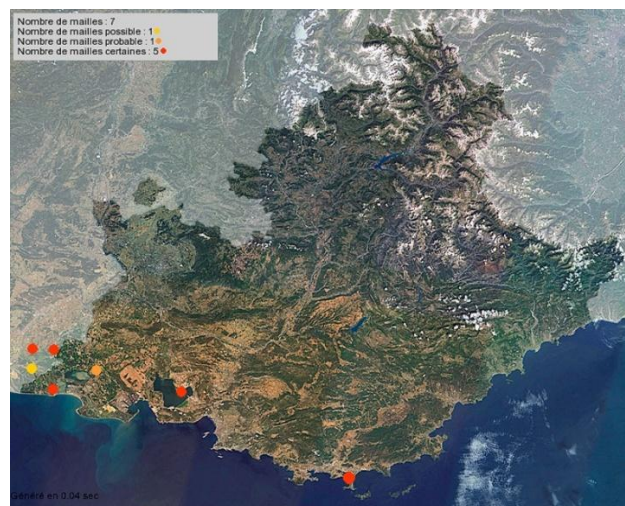 Nombre de mailles : 7
Nombre de mailles possible : 1
Nombre de mailles probable : 1
Nombre de mailles certaines : 5
Généré en 0.04 sec